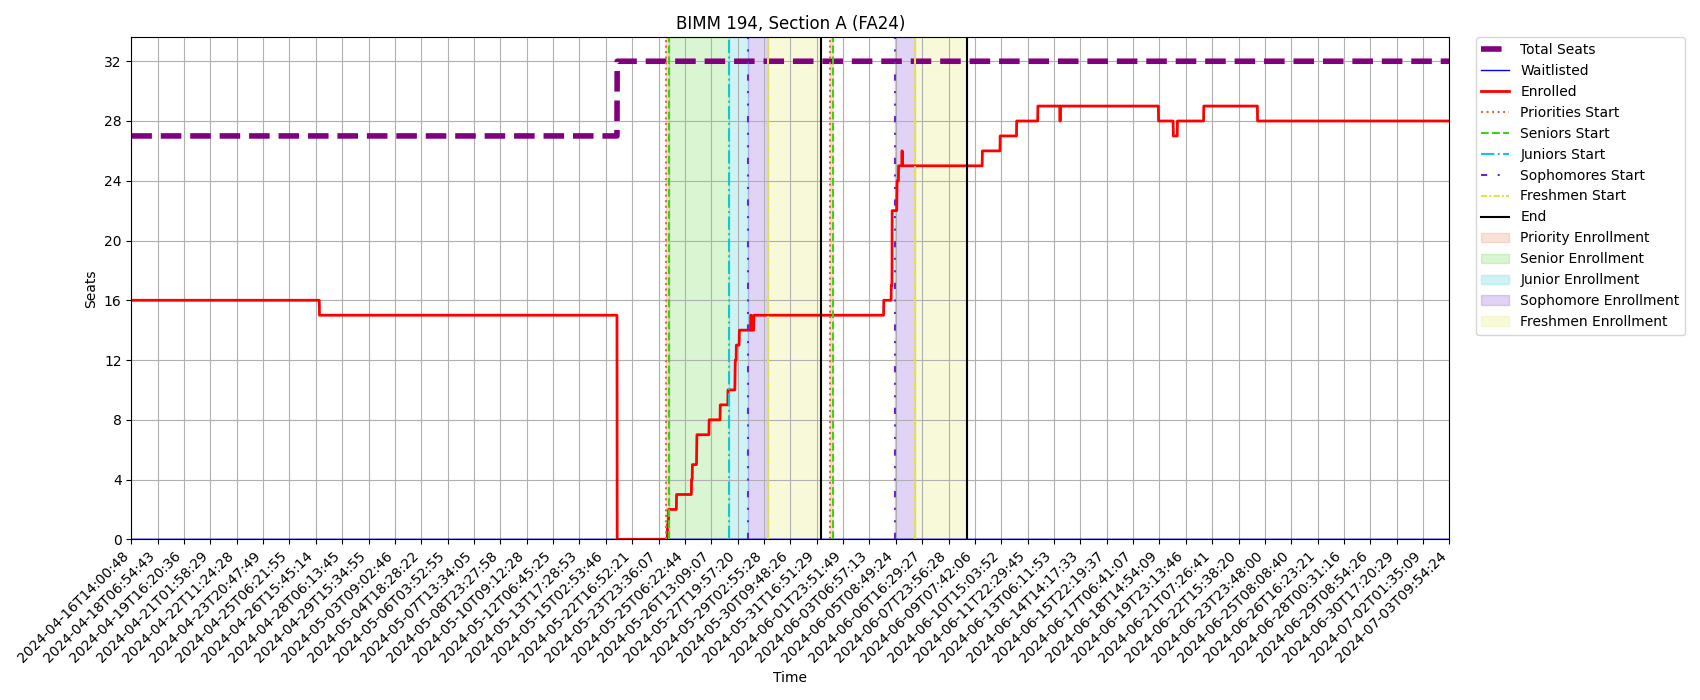 BIMM 194, Section A (FA24)
Seats
32
28
24
20
16
12
8
4
0
2024-04-16T14:00:48
2024-04-18T06:54:43
2024-04-19T16:20:36
2024-04-21T01:58:29
2024-04-22T11:24:28
2024-04-23T20:47:49
2024-04-25T06:21:55
2024-04-26T15:45:14
2024-04-28T06:13:45
2024-04-29T15:34:55
2024-05-03T09:02:46
2024-05-04T18:28:22
2024-05-06T03:52:55
2024-05-07T13:34:05
2024-05-08T23:27:58
2024-05-10T09:12:28
2024-05-12T06:45:25
2024-05-13T17:28:53
2024-05-15T02:53:46
2024-05-22T16:52:21
2024-05-23T23:36:07
2024-05-25T06:22:44
2024-05-26T13:09:07
2024-05-27T19:57:20
2024-05-29T02:55:28
2024-05-30T09:48:26
2024-05-31T16:51:29
2024-06-01T23:51:49
2024-06-03T06:57:13
2024-06-05T08:49:24
2024-06-06T16:29:27
2024-06-07T23:56:28
2024-06-09T07:42:06
2024-06-10T15:03:52
2024-06-11T22:29:45
2024-06-13T06:11:53
2024-06-14T14:17:33
2024-06-15T22:19:37
2024-06-17T06:41:07
2024-06-18T14:54:09
2024-06-19T23:13:46
2024-06-21T07:26:41
2024-06-22T15:38:20
2024-06-23T23:48:00
2024-06-25T08:08:40
2024-06-26T16:23:21
2024-06-28T00:31:16
2024-06-29T08:54:26
2024-06-30T17:20:29
2024-07-02T01:35:09
2024-07-03T09:54:24
Time
Total Seats
Waitlisted
Enrolled
Priorities Start
Seniors Start
Juniors Start
Sophomores Start
Freshmen Start
End
Priority Enrollment
Senior Enrollment
Junior Enrollment
Sophomore Enrollment
Freshmen Enrollment